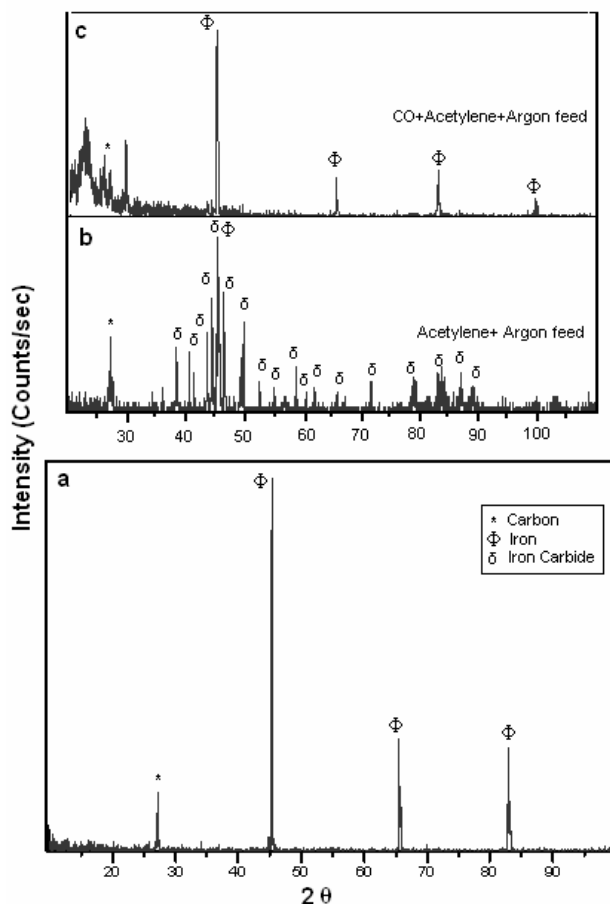 c
Φ
*
CO+Acetylene+Argon feed
Φ
Φ
Φ
b
δ Φ
δ
δ
δ
δ
δ
δ
*
Acetylene+ Argon feed
δ
δ
δ
δ
δ
δ
δ
δ
δ
δ
δ
30 40 50 60 70 80 90 100
Intensity (Counts/sec)
a
Φ
* Carbon
Φ Iron
δ Iron Carbide
Φ
Φ
*
20 30 40 50 60 70 80 90
2 θ